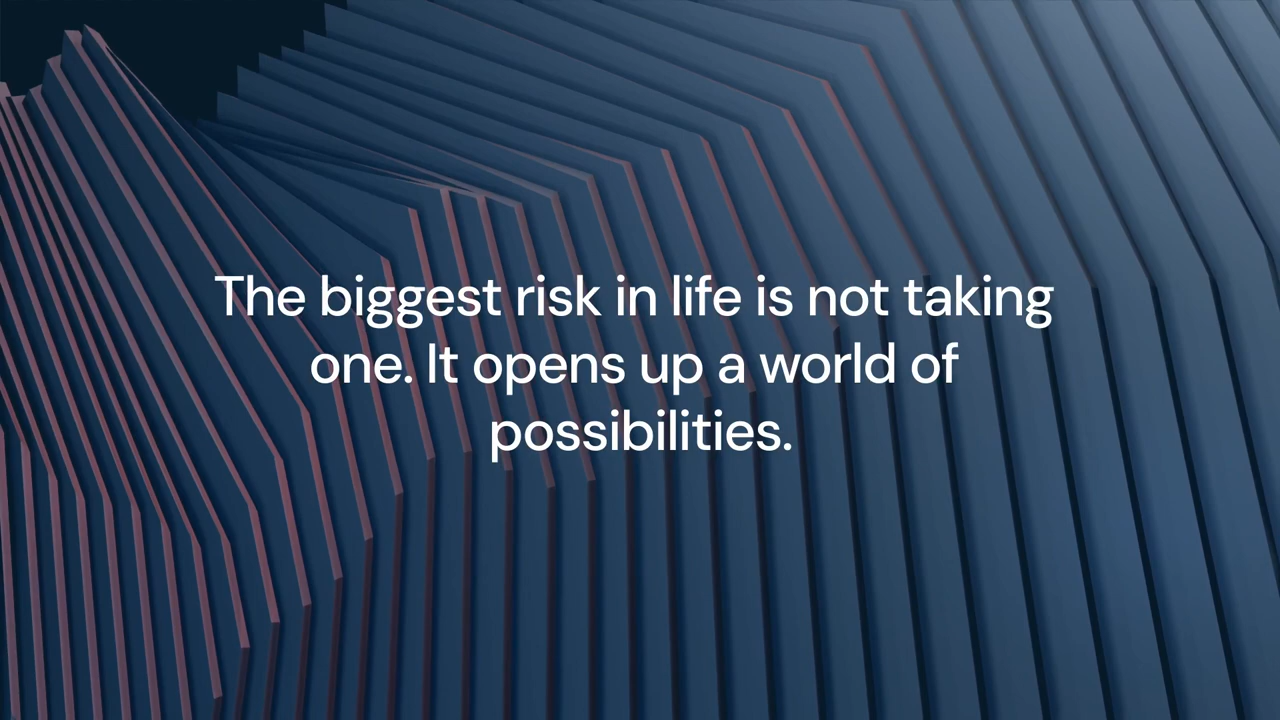 The biggest risk in life is not taking
one. It opens up a world of
possibilities.